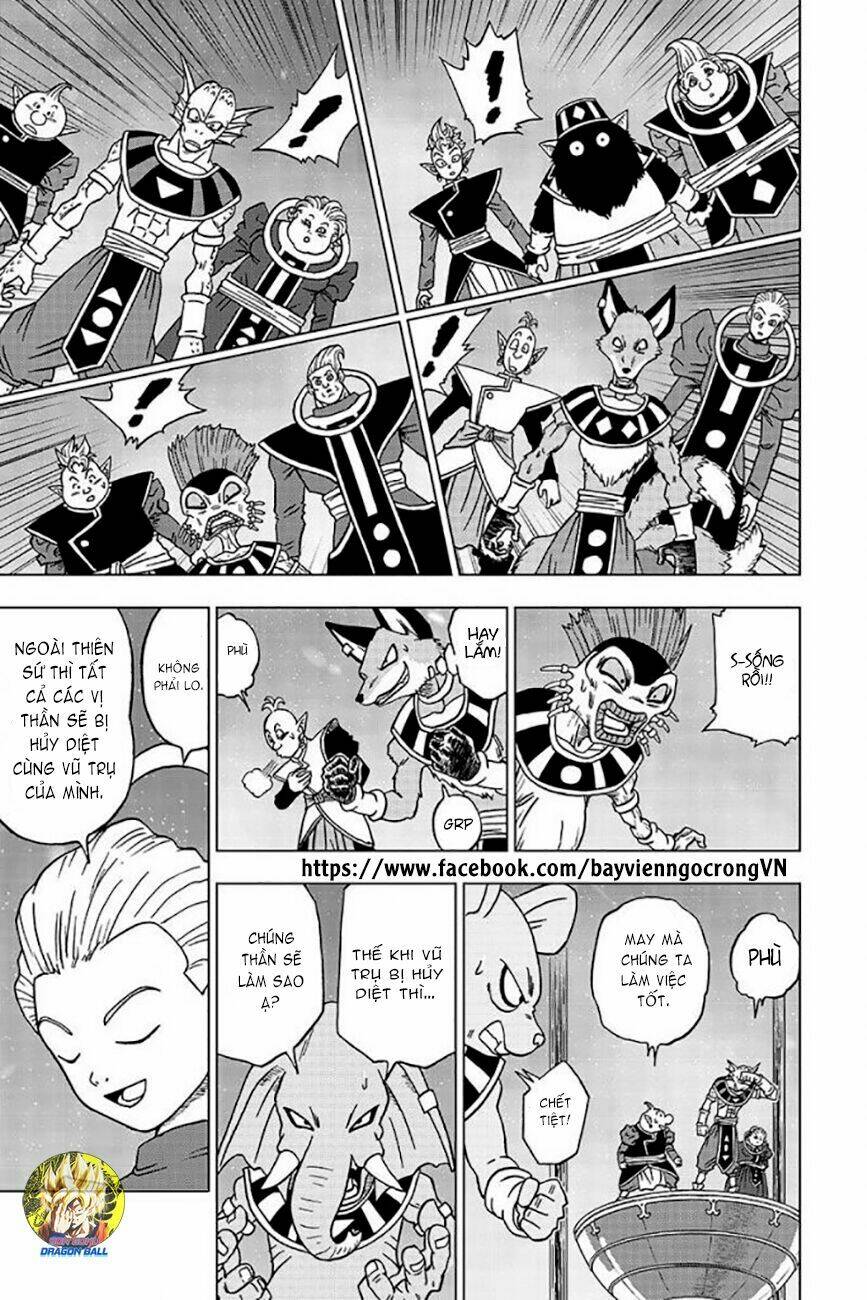 !
!
!
!
S-SỐNG
RỒI!!
HAY
LẮM!
PHÙ
GRP
KHÔNG
PHẢI LO.
NGOÀI THIÊN
SỨ THÌ TẤT
CẢ CÁC VỊ
THẦN SẼ BỊ
HỦY DIỆT
CÙNG VŨ TRỤ
CỦA MÌNH.
https://www.facebook.com/bayvienngocrongVN
PHÙ
MAY MÀ
CHÚNG TA
LÀM VIỆC
TỐT.
CHẾT
TIỆT!
THẾ KHI VŨ
TRỤ BỊ HỦY
DIỆT THÌ...
CHÚNG
THẦN SẼ
LÀM SAO
Ạ?
DRAGON BALL